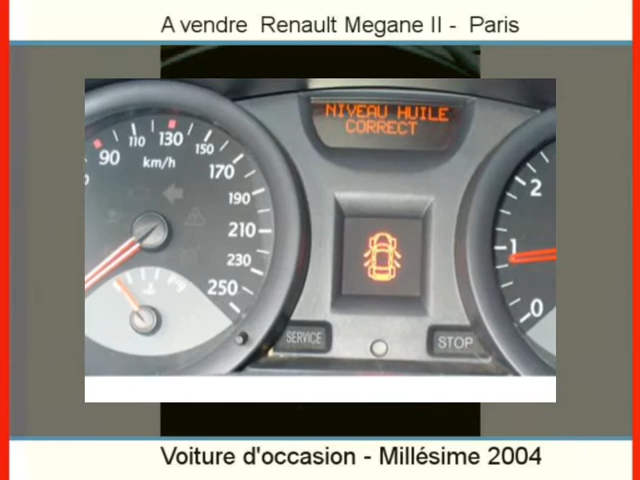 A vendre Renault Megane II - Paris
NIVEAU HUILE
CORRECT
90
110
130
150
km/h
170
190
210
230
250
2
1
0
SERVICE
STOP
Voiture d'occasion - Millésime 2004